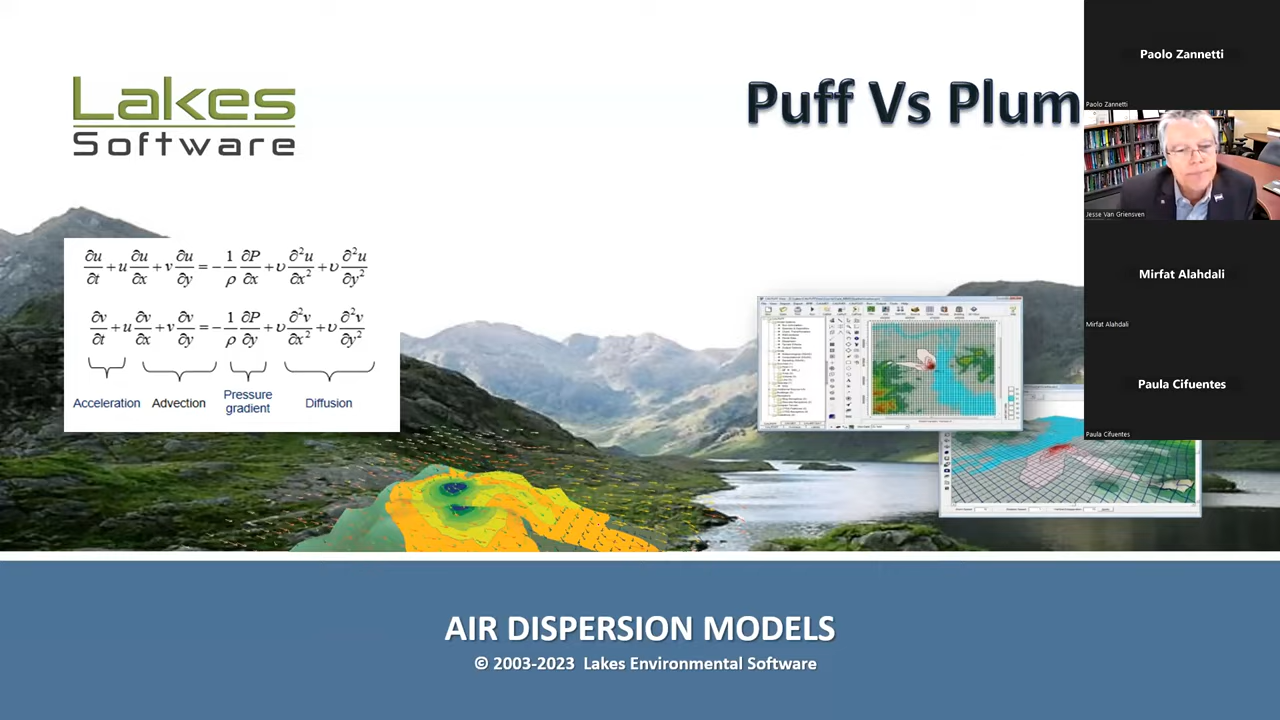 Lakes
Software
Puff Vs Plum
Paolo Zannetti
Paolo Zannetti
Jesse Van Griensven
Mirfat Alahdali
Mirfat Alahdali
Paula Cifuentes
Paula Cifuentes
∂u/∂t + u ∂u/∂x + v ∂u/∂y = - 1/ρ ∂P/∂x + υ ∂²u/∂x² + υ ∂²u/∂y²
∂v/∂t + u ∂v/∂x + v ∂v/∂y = - 1/ρ ∂P/∂y + υ ∂²v/∂x² + υ ∂²v/∂y²
Acceleration Advection Pressure gradient Diffusion
AIR DISPERSION MODELS
© 2003-2023 Lakes Environmental Software